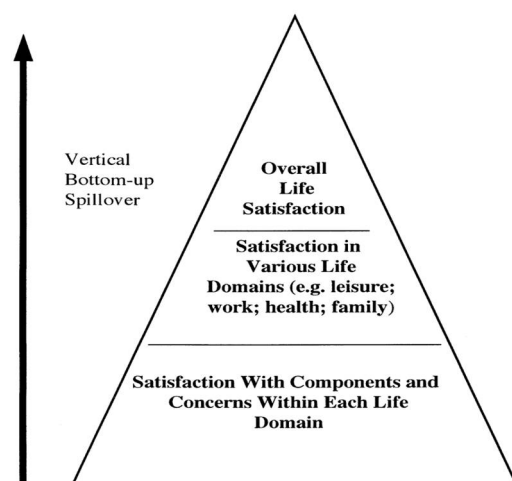 Vertical
Bottom-up
Spillover
Overall
Life
Satisfaction
Satisfaction in
Various Life
Domains (e.g. leisure;
work; health; family)
Satisfaction With Components and
Concerns Within Each Life
Domain